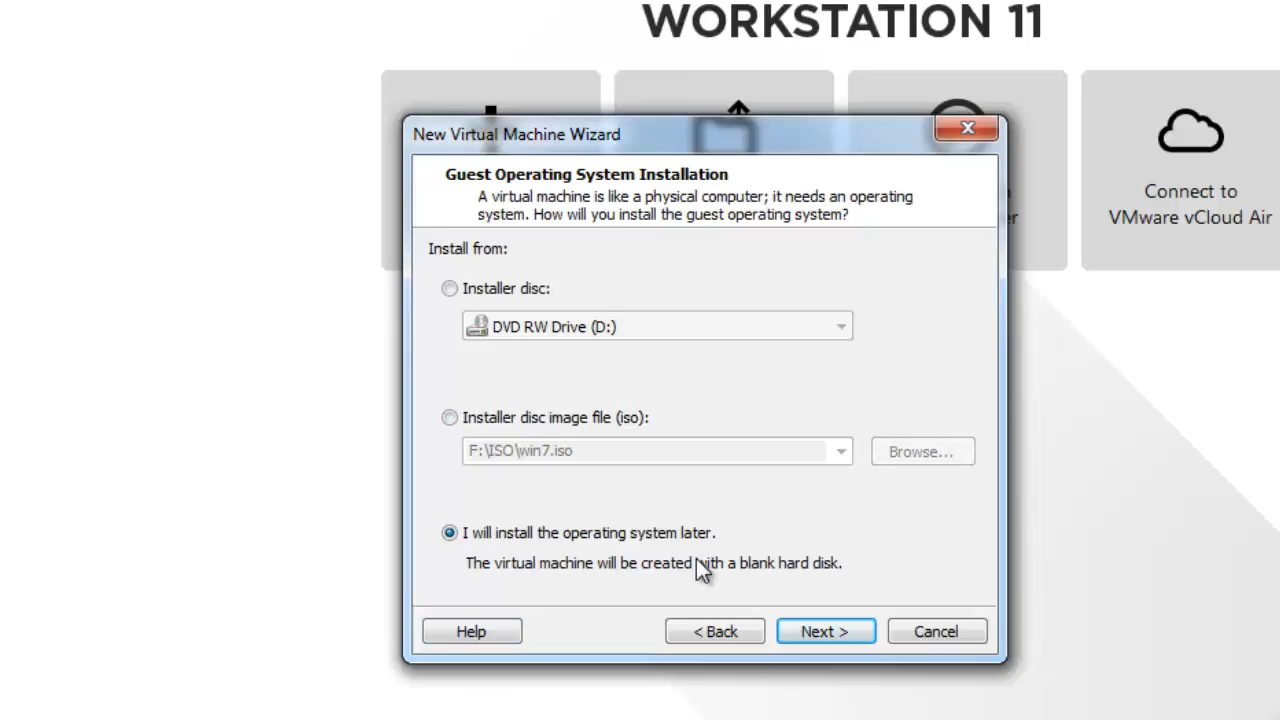 WORKSTATION 11
Connect to
VMware vCloud Air
New Virtual Machine Wizard
Guest Operating System Installation
A virtual machine is like a physical computer; it needs an operating
system. How will you install the guest operating system?
Install from:
Installer disc:
DVD RW Drive (D:)
Installer disc image file (iso):
F:\ISO\win7.iso
Browse...
I will install the operating system later.
The virtual machine will be created with a blank hard disk.
Help
< Back
Next >
Cancel